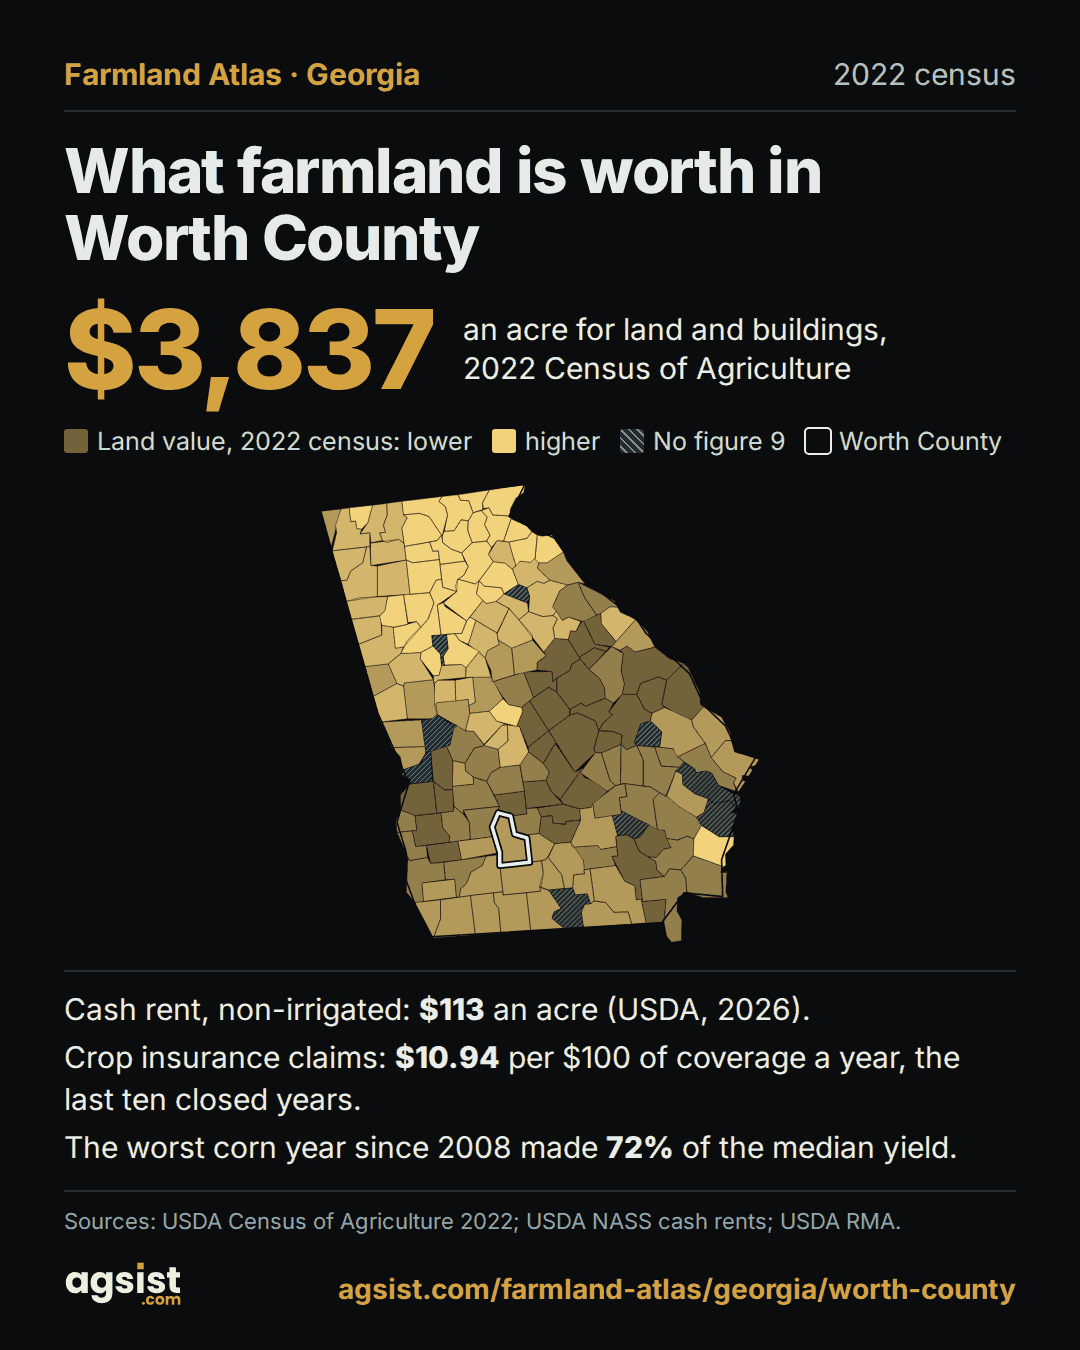 Farmland Atlas · Georgia
2022 census
What farmland is worth in
Worth County
$3,837
an acre for land and buildings,
2022 Census of Agriculture
Land value, 2022 census: lower
higher
No figure 9
Worth County
Cash rent, non-irrigated: $113 an acre (USDA, 2026).
Crop insurance claims: $10.94 per $100 of coverage a year, the
last ten closed years.
The worst corn year since 2008 made 72% of the median yield.
Sources: USDA Census of Agriculture 2022; USDA NASS cash rents; USDA RMA.
agsist
.com
agsist.com/farmland-atlas/georgia/worth-county